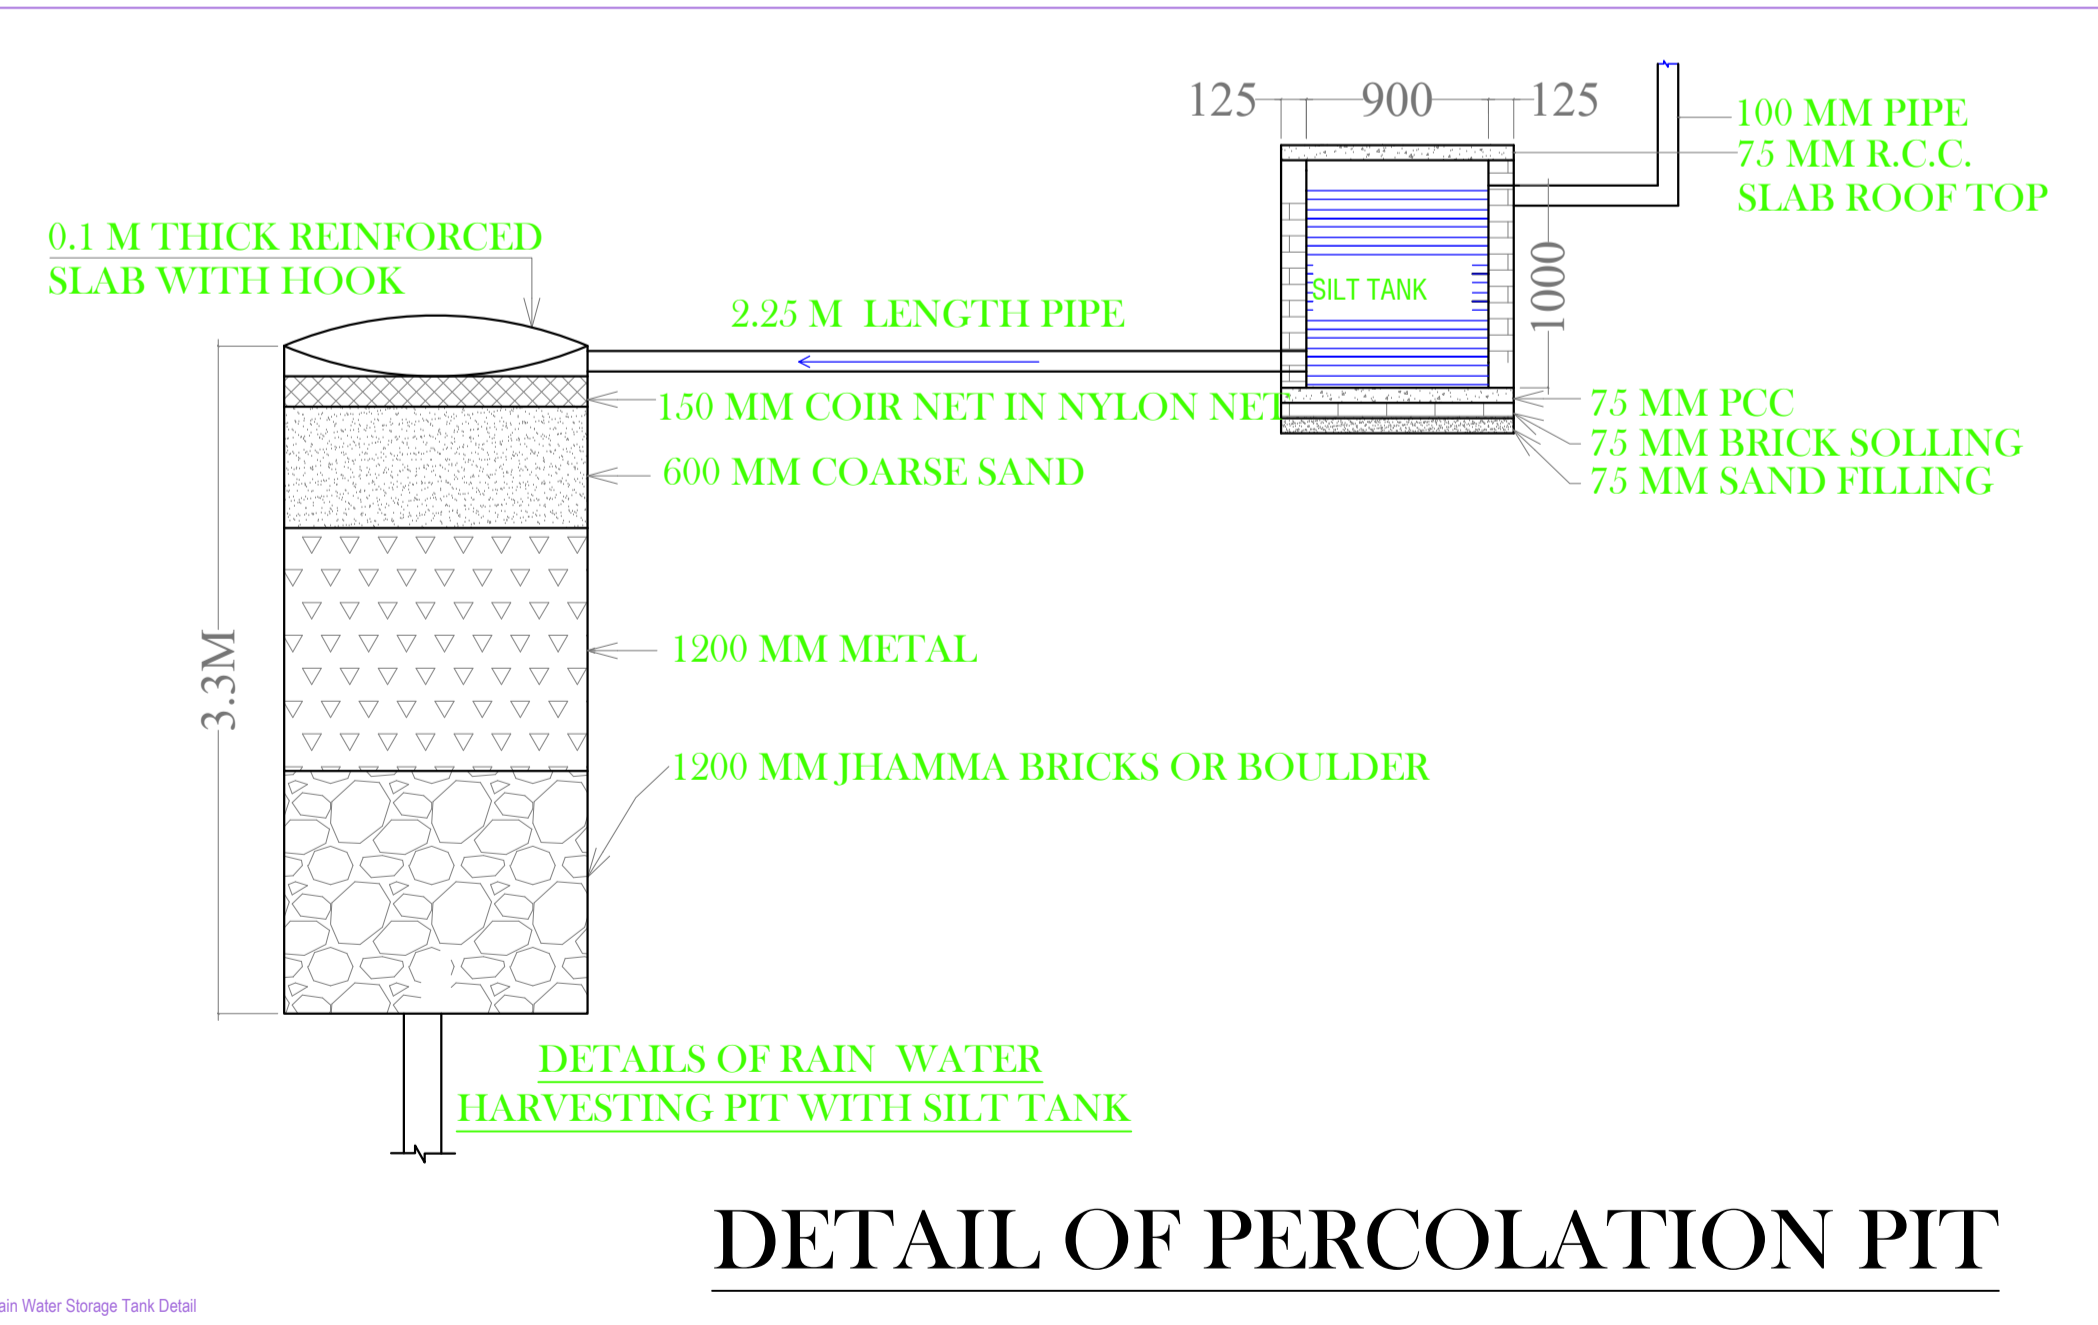 125
900
125
100 MM PIPE
75 MM R.C.C.
SLAB ROOF TOP
0.1 M THICK REINFORCED
SLAB WITH HOOK
2.25 M LENGTH PIPE
SILT TANK
1000
150 MM COIR NET IN NYLON NET
75 MM PCC
75 MM BRICK SOLLING
75 MM SAND FILLING
600 MM COARSE SAND
3.3M
1200 MM METAL
1200 MM JHAMMA BRICKS OR BOULDER
DETAILS OF RAIN WATER
HARVESTING PIT WITH SILT TANK
DETAIL OF PERCOLATION PIT
ain Water Storage Tank Detail